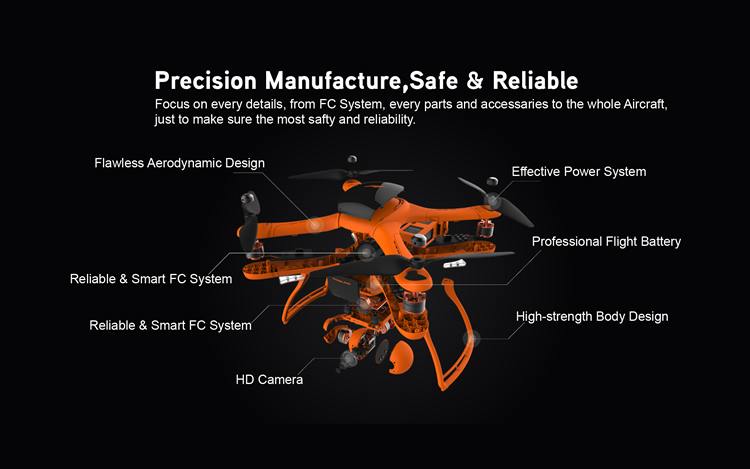 Precision Manufacture,Safe & Reliable
Focus on every details, from FC System, every parts and accessaries to the whole Aircraft,
just to make sure the most safty and reliability.
Flawless Aerodynamic Design
Effective Power System
Professional Flight Battery
Reliable & Smart FC System
Reliable & Smart FC System
High-strength Body Design
HD Camera